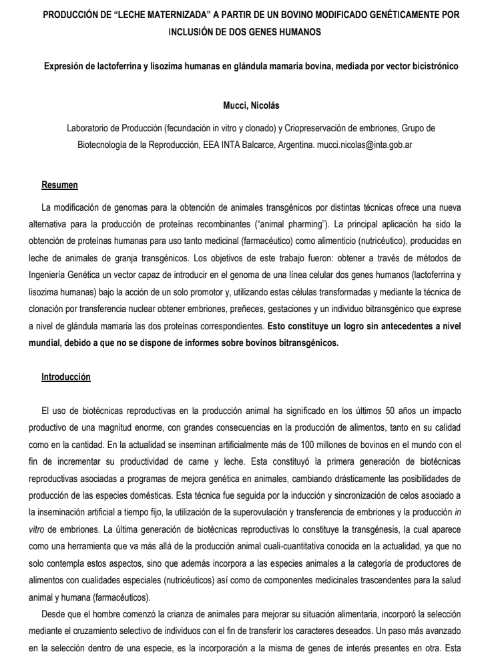 PRODUCCIÓN DE “LECHE MATERNIZADA” A PARTIR DE UN BOVINO MODIFICADO GENÉTICAMENTE POR
INCLUSIÓN DE DOS GENES HUMANOS
Expresión de lactoferrina y lisozima humanas en glándula mamaria bovina, mediada por vector bicistrónico
Mucci, Nicolás
Laboratorio de Producción (fecundación in vitro y clonado) y Criopreservación de embriones, Grupo de
Biotecnología de la Reproducción, EEA INTA Balcarce, Argentina. mucci.nicolas@inta.gob.ar
Resumen
La modificación de genomas para la obtención de animales transgénicos por distintas técnicas ofrece una nueva
alternativa para la producción de proteínas recombinantes (“animal pharming”). La principal aplicación ha sido la
obtención de proteínas humanas para uso tanto medicinal (farmacéutico) como alimenticio (nutricéutico), producidas en
leche de animales de granja transgénicos. Los objetivos de este trabajo fueron: obtener a través de métodos de
Ingeniería Genética un vector capaz de introducir en el genoma de una línea celular dos genes humanos (lactoferrina y
lisozima humanas) bajo la acción de un solo promotor y, utilizando estas células transformadas y mediante la técnica de
clonación por transferencia nuclear obtener embriones, preñeces, gestaciones y un individuo bitransgénico que exprese
a nivel de glándula mamaria las dos proteínas correspondientes. Esto constituye un logro sin antecedentes a nivel
mundial, debido a que no se dispone de informes sobre bovinos bitransgénicos.
Introducción
El uso de biotécnicas reproductivas en la producción animal ha significado en los últimos 50 años un impacto
productivo de una magnitud enorme, con grandes consecuencias en la producción de alimentos, tanto en su calidad
como en la cantidad. En la actualidad se inseminan artificialmente más de 100 millones de bovinos en el mundo con el
fin de incrementar su productividad de carne y leche. Esta constituyó la primera generación de biotécnicas
reproductivas asociadas a programas de mejora genética en animales, cambiando drásticamente las posibilidades de
producción de las especies domésticas. Esta técnica fue seguida por la inducción y sincronización de celos asociado a
la inseminación artificial a tiempo fijo, la utilización de la superovulación y transferencia de embriones y la producción in
vitro de embriones. La última generación de biotécnicas reproductivas lo constituye la transgénesis, la cual aparece
como una herramienta que va más allá de la producción animal cuali-cuantitativa conocida en la actualidad, ya que no
solo contempla estos aspectos, sino que además incorpora a las especies animales a la categoría de productores de
alimentos con cualidades especiales (nutricéuticos) así como de componentes medicinales trascendentes para la salud
animal y humana (farmacéuticos).
Desde que el hombre comenzó la crianza de animales para mejorar su situación alimentaria, incorporó la selección
mediante el cruzamiento selectivo de individuos con el fin de transferir los caracteres deseados. Un paso más avanzado
en la selección dentro de una especie, es la incorporación a la misma de genes de interés presentes en otra. Esta